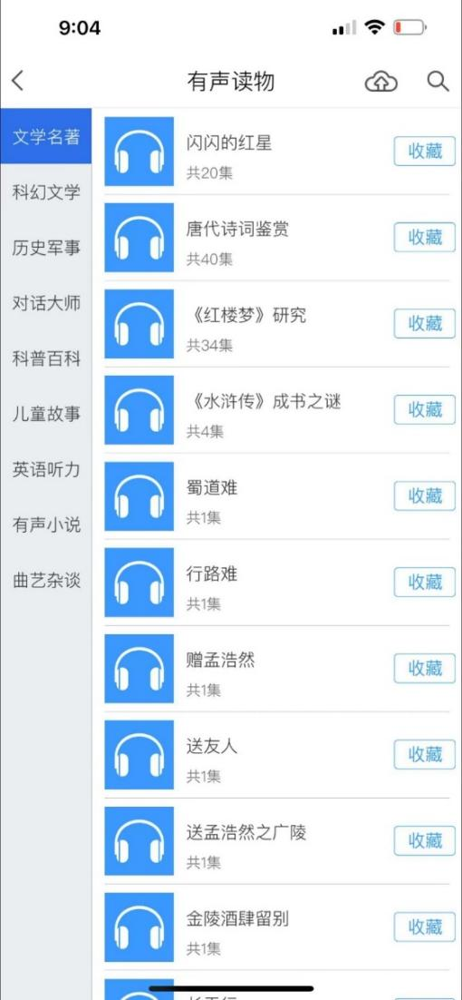 9:04
有声读物
文学名著
科幻文学
历史军事
对话大师
科普百科
儿童故事
英语听力
有声小说
曲艺杂谈
闪闪的红星
收藏
共20集
唐代诗词鉴赏
收藏
共40集
《红楼梦》研究
收藏
共34集
《水浒传》成书之谜
收藏
共4集
蜀道难
收藏
共1集
行路难
收藏
共1集
赠孟浩然
收藏
共1集
送友人
收藏
共1集
送孟浩然之广陵
收藏
共1集
金陵酒肆留别
收藏
共1集